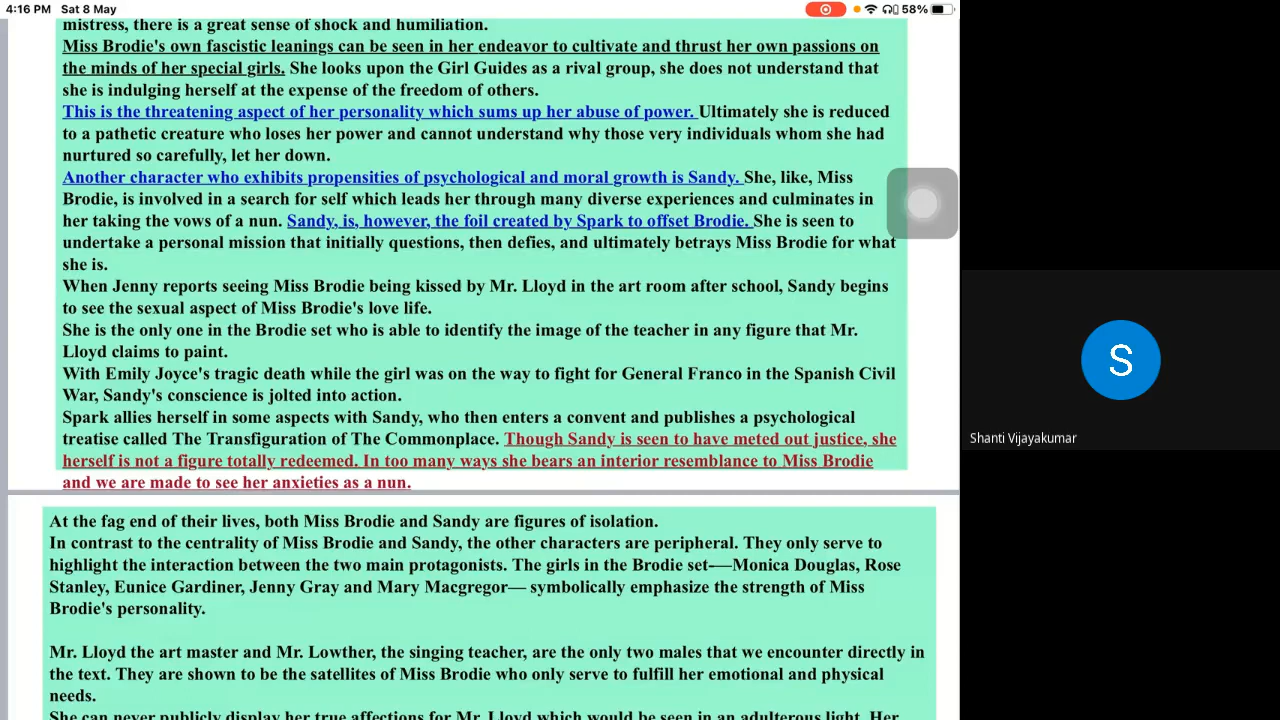 4:16 PM Sat 8 May
58%
mistress, there is a great sense of shock and humiliation.
Miss Brodie's own fascistic leanings can be seen in her endeavor to cultivate and thrust her own passions on
the minds of her special girls. She looks upon the Girl Guides as a rival group, she does not understand that
she is indulging herself at the expense of the freedom of others.
This is the threatening aspect of her personality which sums up her abuse of power. Ultimately she is reduced
to a pathetic creature who loses her power and cannot understand why those very individuals whom she had
nurtured so carefully, let her down.
Another character who exhibits propensities of psychological and moral growth is Sandy. She, like, Miss
Brodie, is involved in a search for self which leads her through many diverse experiences and culminates in
her taking the vows of a nun. Sandy, is, however, the foil created by Spark to offset Brodie. She is seen to
undertake a personal mission that initially questions, then defies, and ultimately betrays Miss Brodie for what
she is.
When Jenny reports seeing Miss Brodie being kissed by Mr. Lloyd in the art room after school, Sandy begins
to see the sexual aspect of Miss Brodie's love life.
She is the only one in the Brodie set who is able to identify the image of the teacher in any figure that Mr.
Lloyd claims to paint.
With Emily Joyce's tragic death while the girl was on the way to fight for General Franco in the Spanish Civil
War, Sandy's conscience is jolted into action.
Spark allies herself in some aspects with Sandy, who then enters a convent and publishes a psychological
treatise called The Transfiguration of The Commonplace. Though Sandy is seen to have meted out justice, she
herself is not a figure totally redeemed. In too many ways she bears an interior resemblance to Miss Brodie
and we are made to see her anxieties as a nun.
At the fag end of their lives, both Miss Brodie and Sandy are figures of isolation.
In contrast to the centrality of Miss Brodie and Sandy, the other characters are peripheral. They only serve to
highlight the interaction between the two main protagonists. The girls in the Brodie set-—Monica Douglas, Rose
Stanley, Eunice Gardiner, Jenny Gray and Mary Macgregor— symbolically emphasize the strength of Miss
Brodie's personality.
Mr. Lloyd the art master and Mr. Lowther, the singing teacher, are the only two males that we encounter directly in
the text. They are shown to be the satellites of Miss Brodie who only serve to fulfill her emotional and physical
needs.
She can never publicly display her true affections for Mr. Lloyd which would be seen in an adulterous light. Her
S
Shanti Vijayakumar